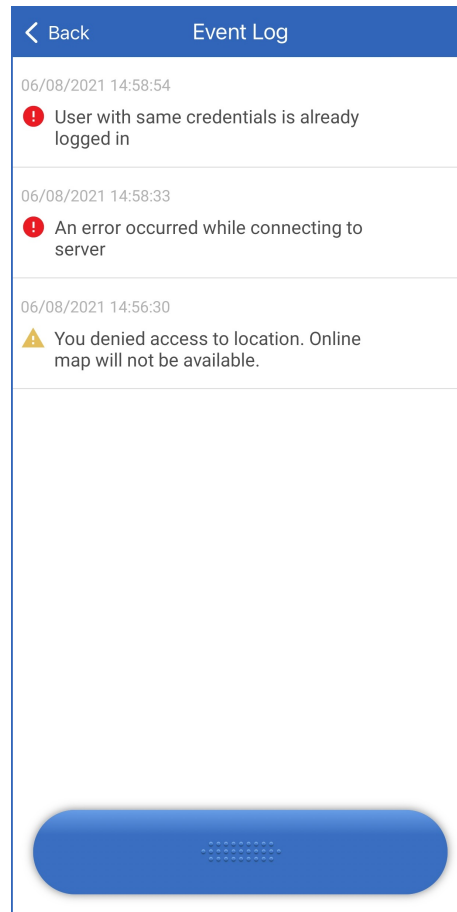 Back
Event Log
06/08/2021 14:58:54
User with same credentials is already
logged in
06/08/2021 14:58:33
An error occurred while connecting to
server
06/08/2021 14:56:30
You denied access to location. Online
map will not be available.